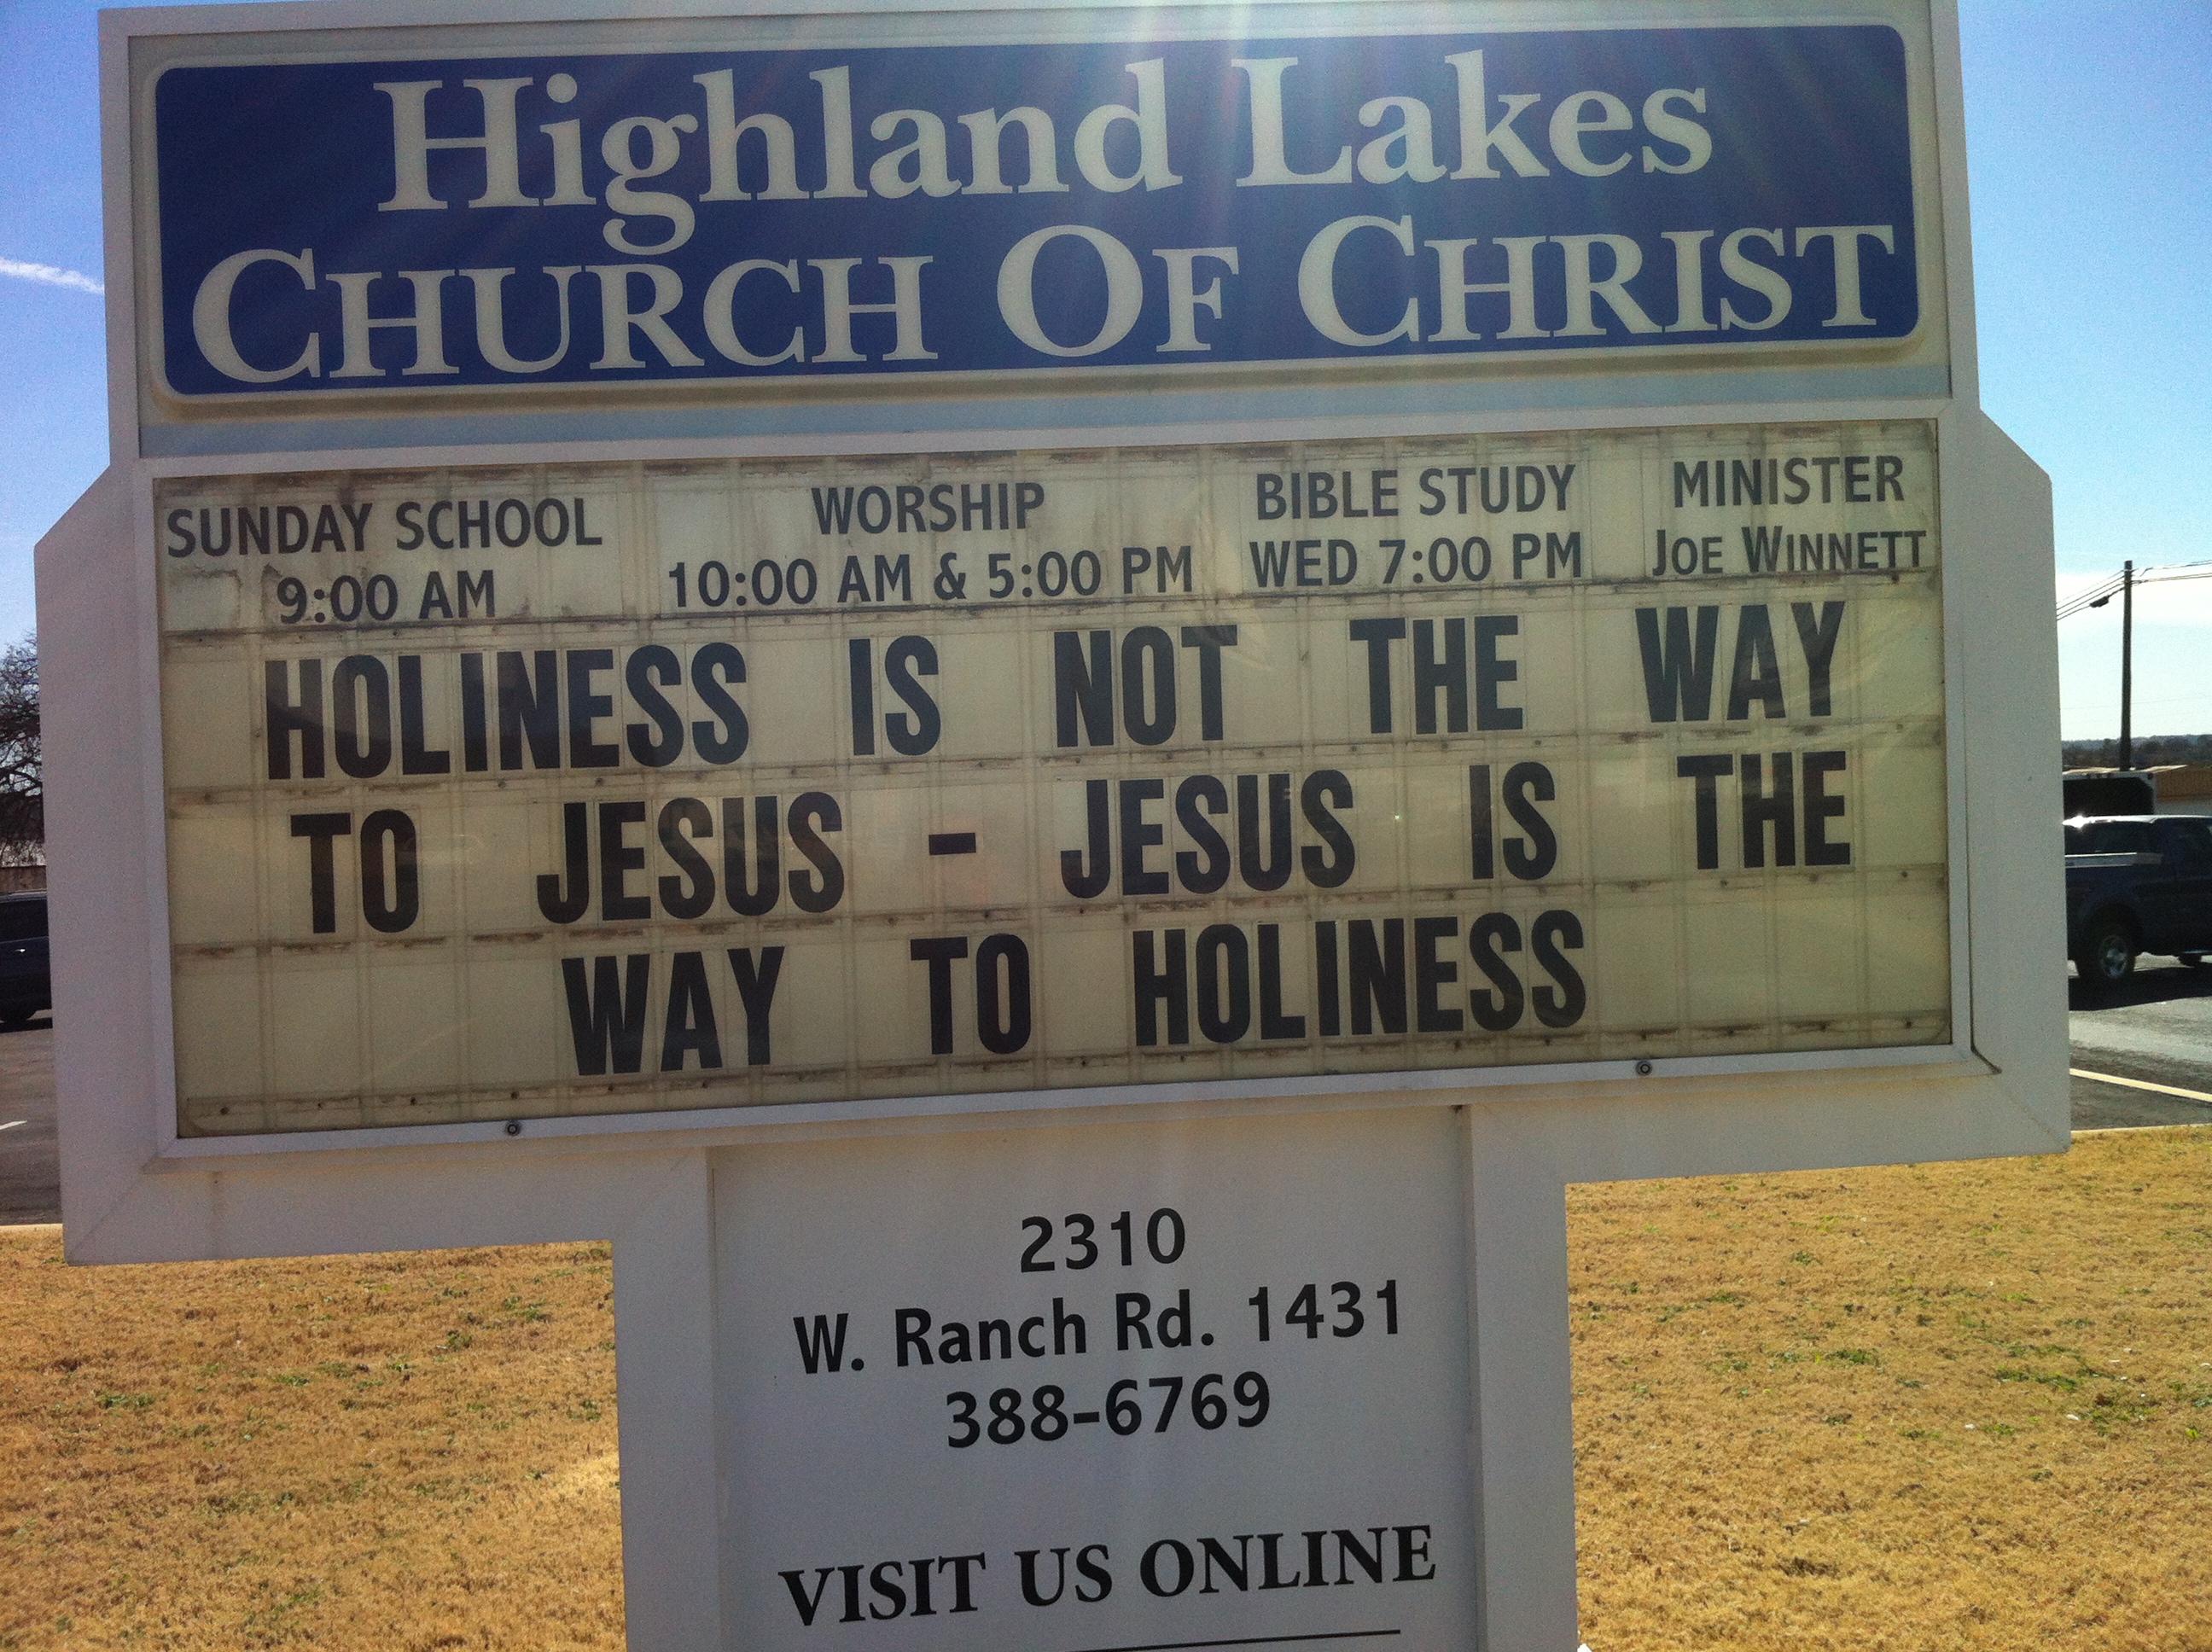 Highland Lakes
CHURCH OF CHRIST
SUNDAY SCHOOL
9:00 AM
WORSHIP
10:00 AM & 5:00 PM
BIBLE STUDY
WED 7:00 PM
MINISTER
JOE WINNETT
HOLINESS IS NOT THE WAY
TO JESUS - JESUS IS THE
WAY TO HOLINESS
2310
W. Ranch Rd. 1431
388-6769
VISIT US ONLINE